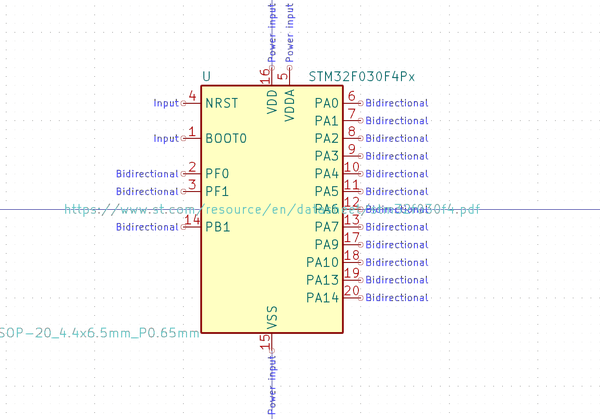 Power input
Power input
U
STM32F030F4Px
16
5
VDD
VDDA
Input 4 NRST
PA0 6 Bidirectional
PA1 7 Bidirectional
Input 1 BOOT0
PA2 8 Bidirectional
PA3 9 Bidirectional
Bidirectional 2 PF0
PA4 10 Bidirectional
Bidirectional 3 PF1
PA5 11 Bidirectional
PA6 12 Bidirectional
https://www.st.com/resource/en/datasheet/stm32f030f4.pdf
Bidirectional 14 PB1
PA7 13 Bidirectional
PA9 17 Bidirectional
PA10 18 Bidirectional
PA13 19 Bidirectional
PA14 20 Bidirectional
VSS
SOP-20_4.4x6.5mm_P0.65mm
15
Power input